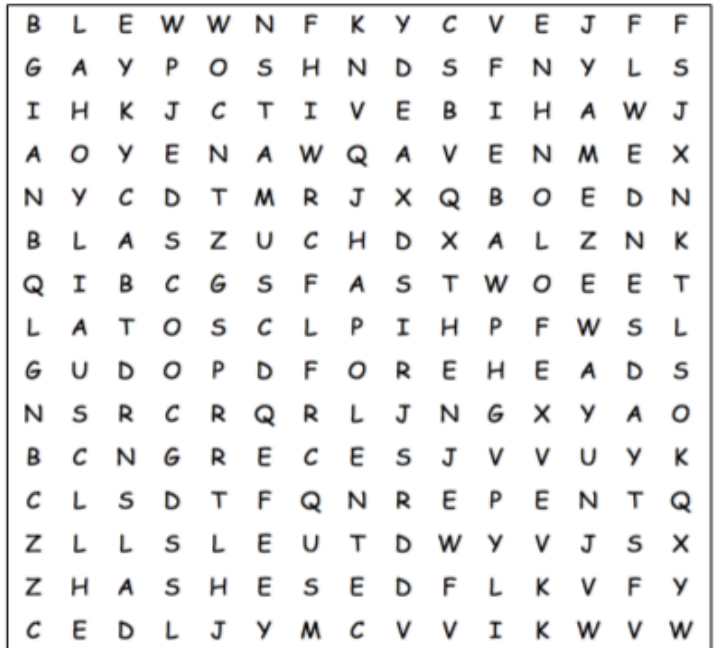 B L E W W N F K Y C V E J F F
G A Y P O S H N D S F N Y L S
I H K J C T I V E B I H A W J
A O Y E N A W Q A V E N M E X
N Y C D T M R J X Q B O E D N
B L A S Z U C H D X A L Z N K
Q I B C G S F A S T W O E E T
L A T O S C L P I H P F W S L
G U D O P D F O R E H E A D S
N S R C R Q R L J N G X Y A O
B C N G R E C E S J V V U Y K
C L S D T F Q N R E P E N T Q
Z L L S L E U T D W Y V J S X
Z H A S H E S E D F L K V F Y
C E D L J Y M C V V I K W V W